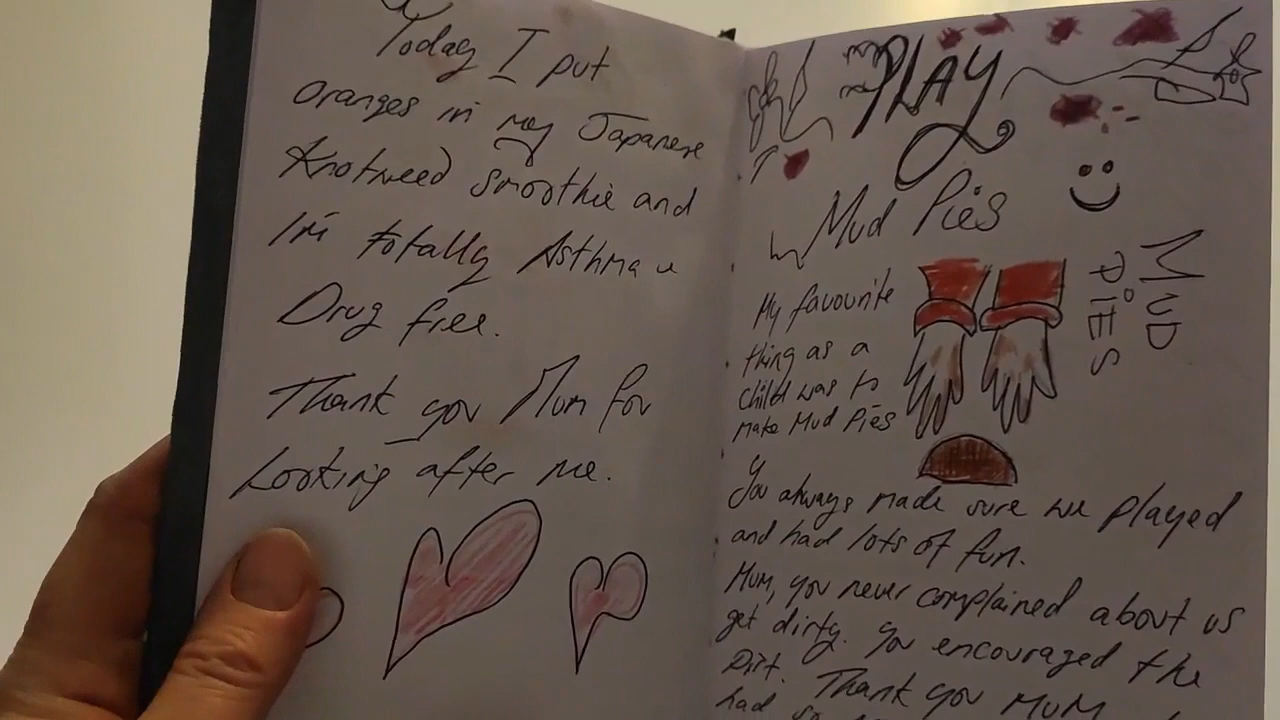 Today I put
oranges in my Japanese
Knotweed smoothie and
I'm totally Asthma
Drug free.
Thank you Mum for
Looking after me.
PLAY
Mud Pies
MUD
PIES
My favourite
thing as a
child was to
make Mud Pies
You always made sure we played
and had lots of fun.
Mum, you never complained about us
get dirty. You encouraged the
Dirt. Thank you MUM
had so